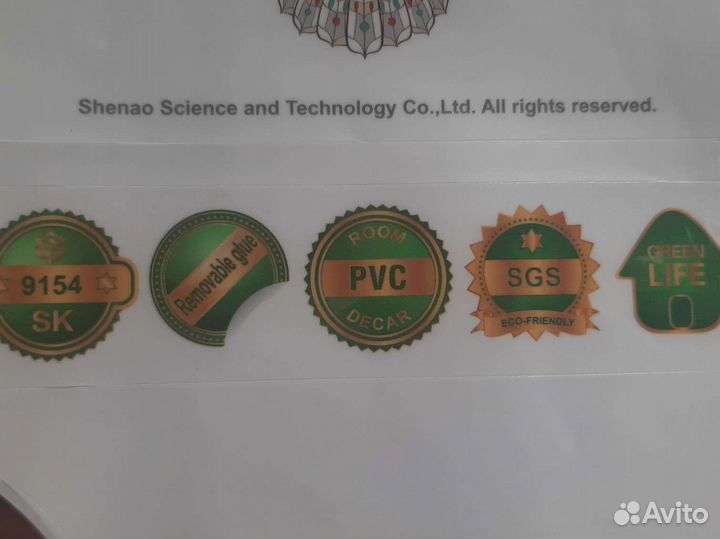 Shenao Science and Technology Co.,Ltd. All rights reserved.
9154
SK
Removable glue
ROOM
PVC
DECAR
SGS
ECO-FRIENDLY
GREEN
LIFE
Avito